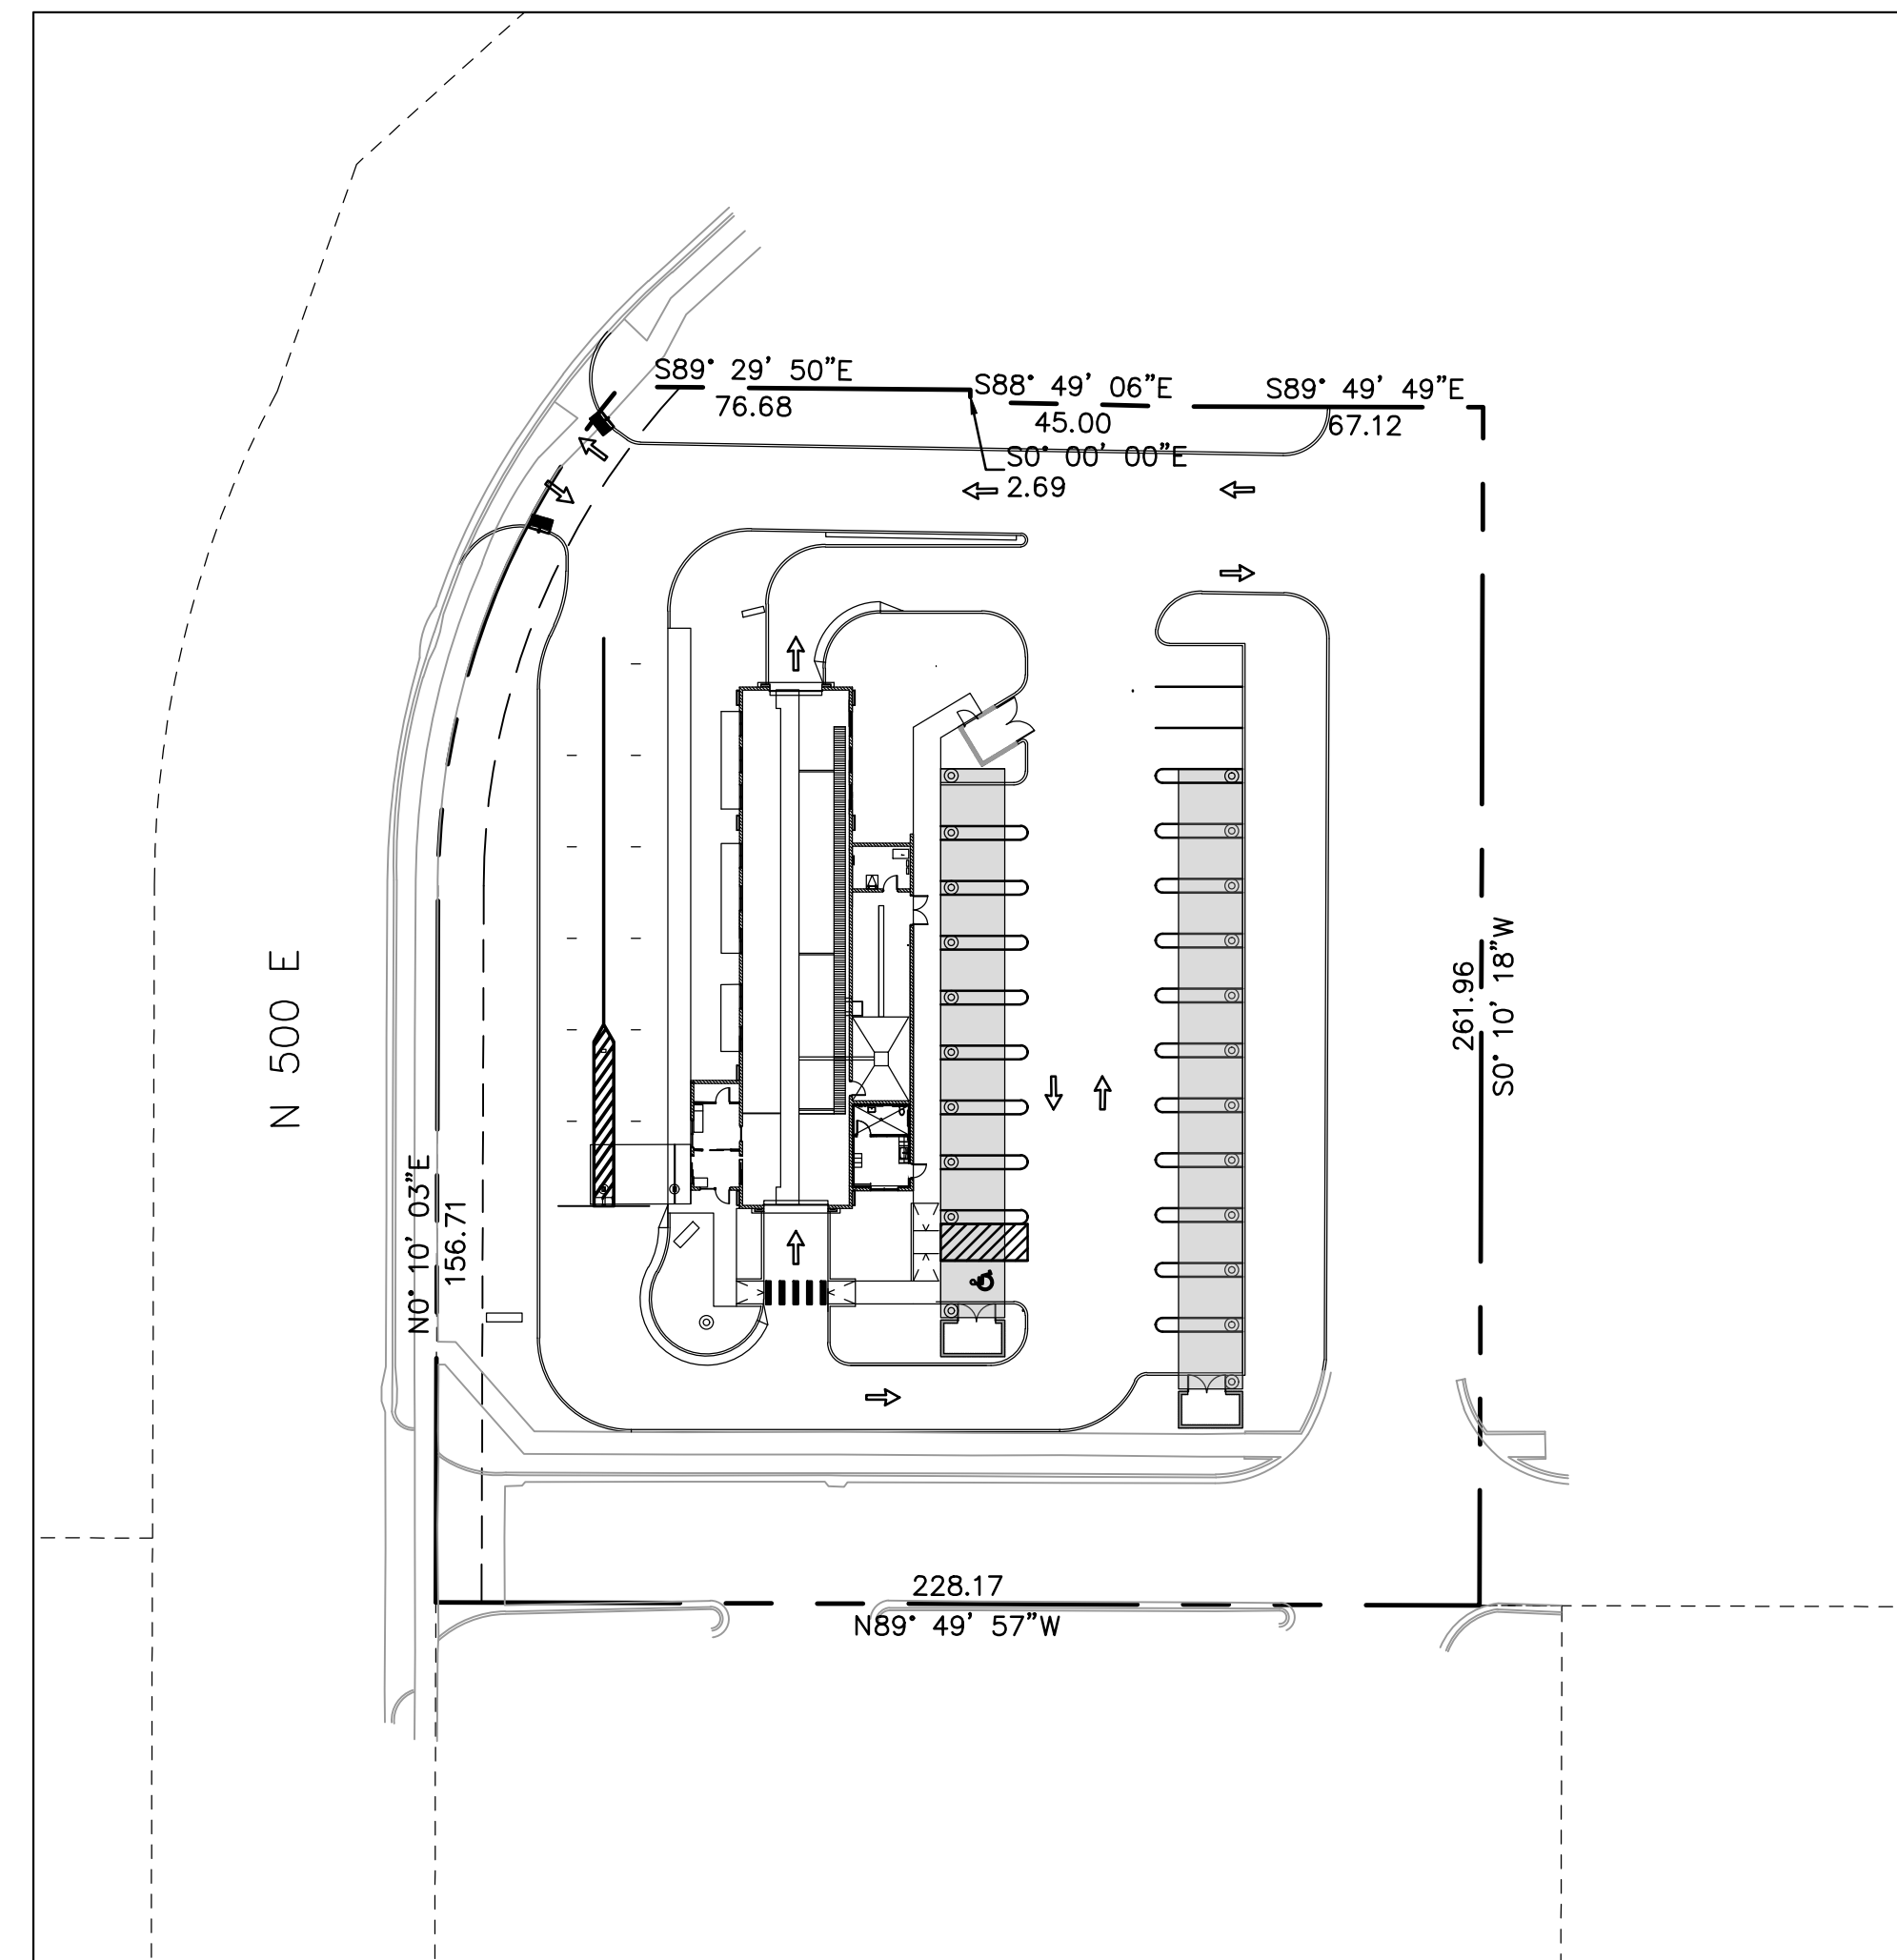 S89° 29' 50"E
76.68
S88° 49' 06"E
45.00
S89° 49' 49"E
67.12
S0° 00' 00"E
2.69
N 500 E
261.96
S0° 10' 18"W
N0° 10' 03"E
156.71
228.17
N89° 49' 57"W